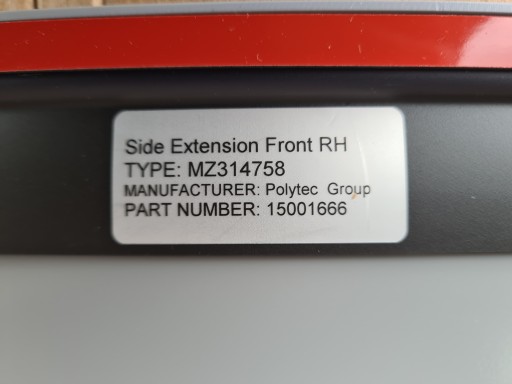 Side Extension Front RH
TYPE: MZ314758
MANUFACTURER: Polytec Group
PART NUMBER: 15001666